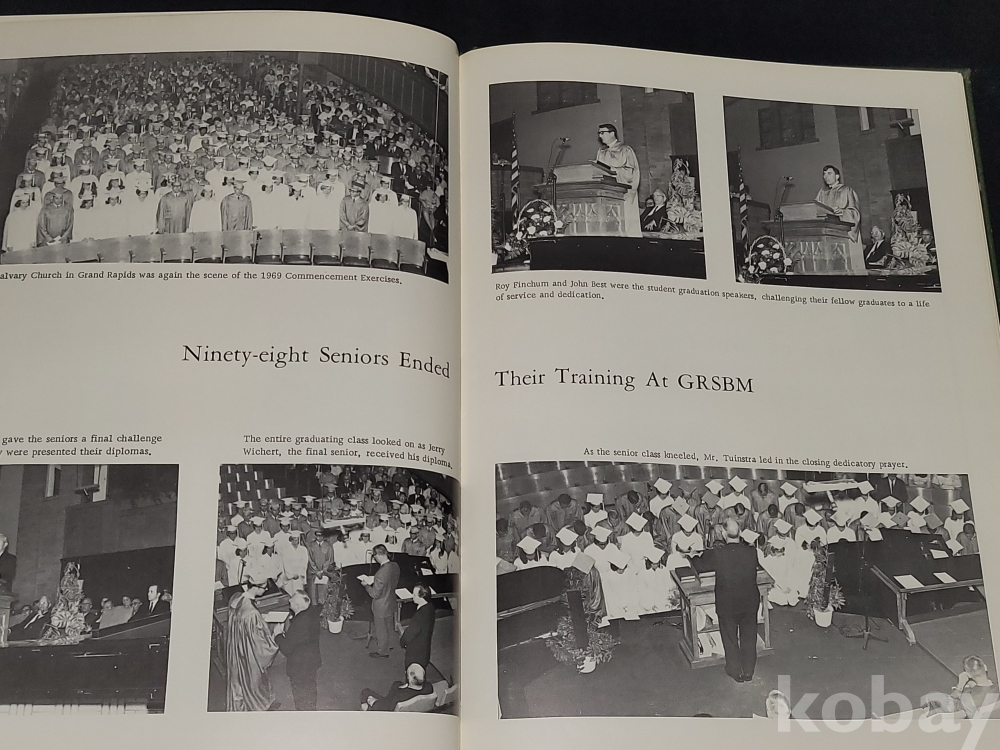 alvary Church in Grand Rapids was again the scene of the 1969 Commencement Exercises.
Ninety-eight Seniors Ended
gave the seniors a final challenge
y were presented their diplomas.
The entire graduating class looked on as Jerry
Wichert, the final senior, received his diploma.
Roy Finchum and John Best were the student graduation speakers, challenging their fellow graduates to a life
of service and dedication.
Their Training At GRSBM
As the senior class kneeled, Mr. Tuinstra led in the closing dedicatory prayer.
kobay